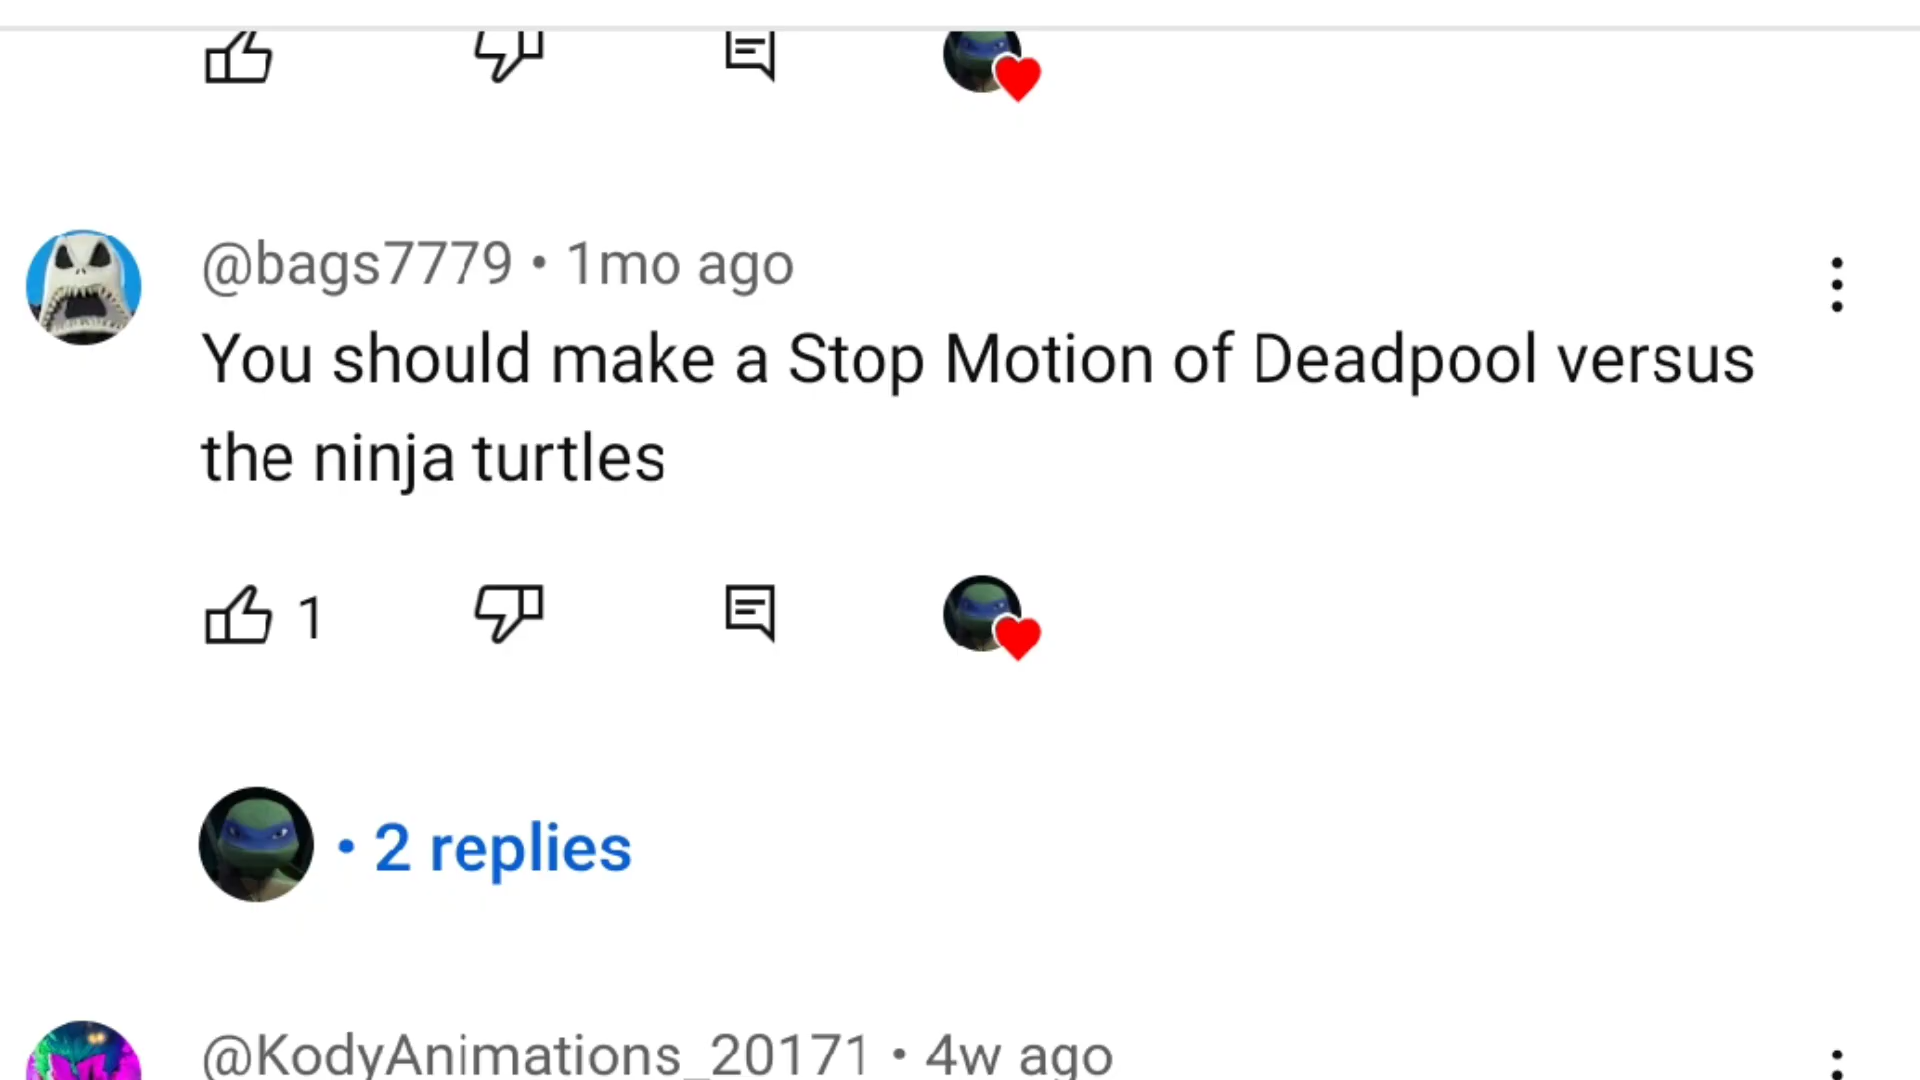 @bags7779 • 1mo ago
You should make a Stop Motion of Deadpool versus
the ninja turtles
1
• 2 replies
@KodyAnimations_20171 • 4w ago